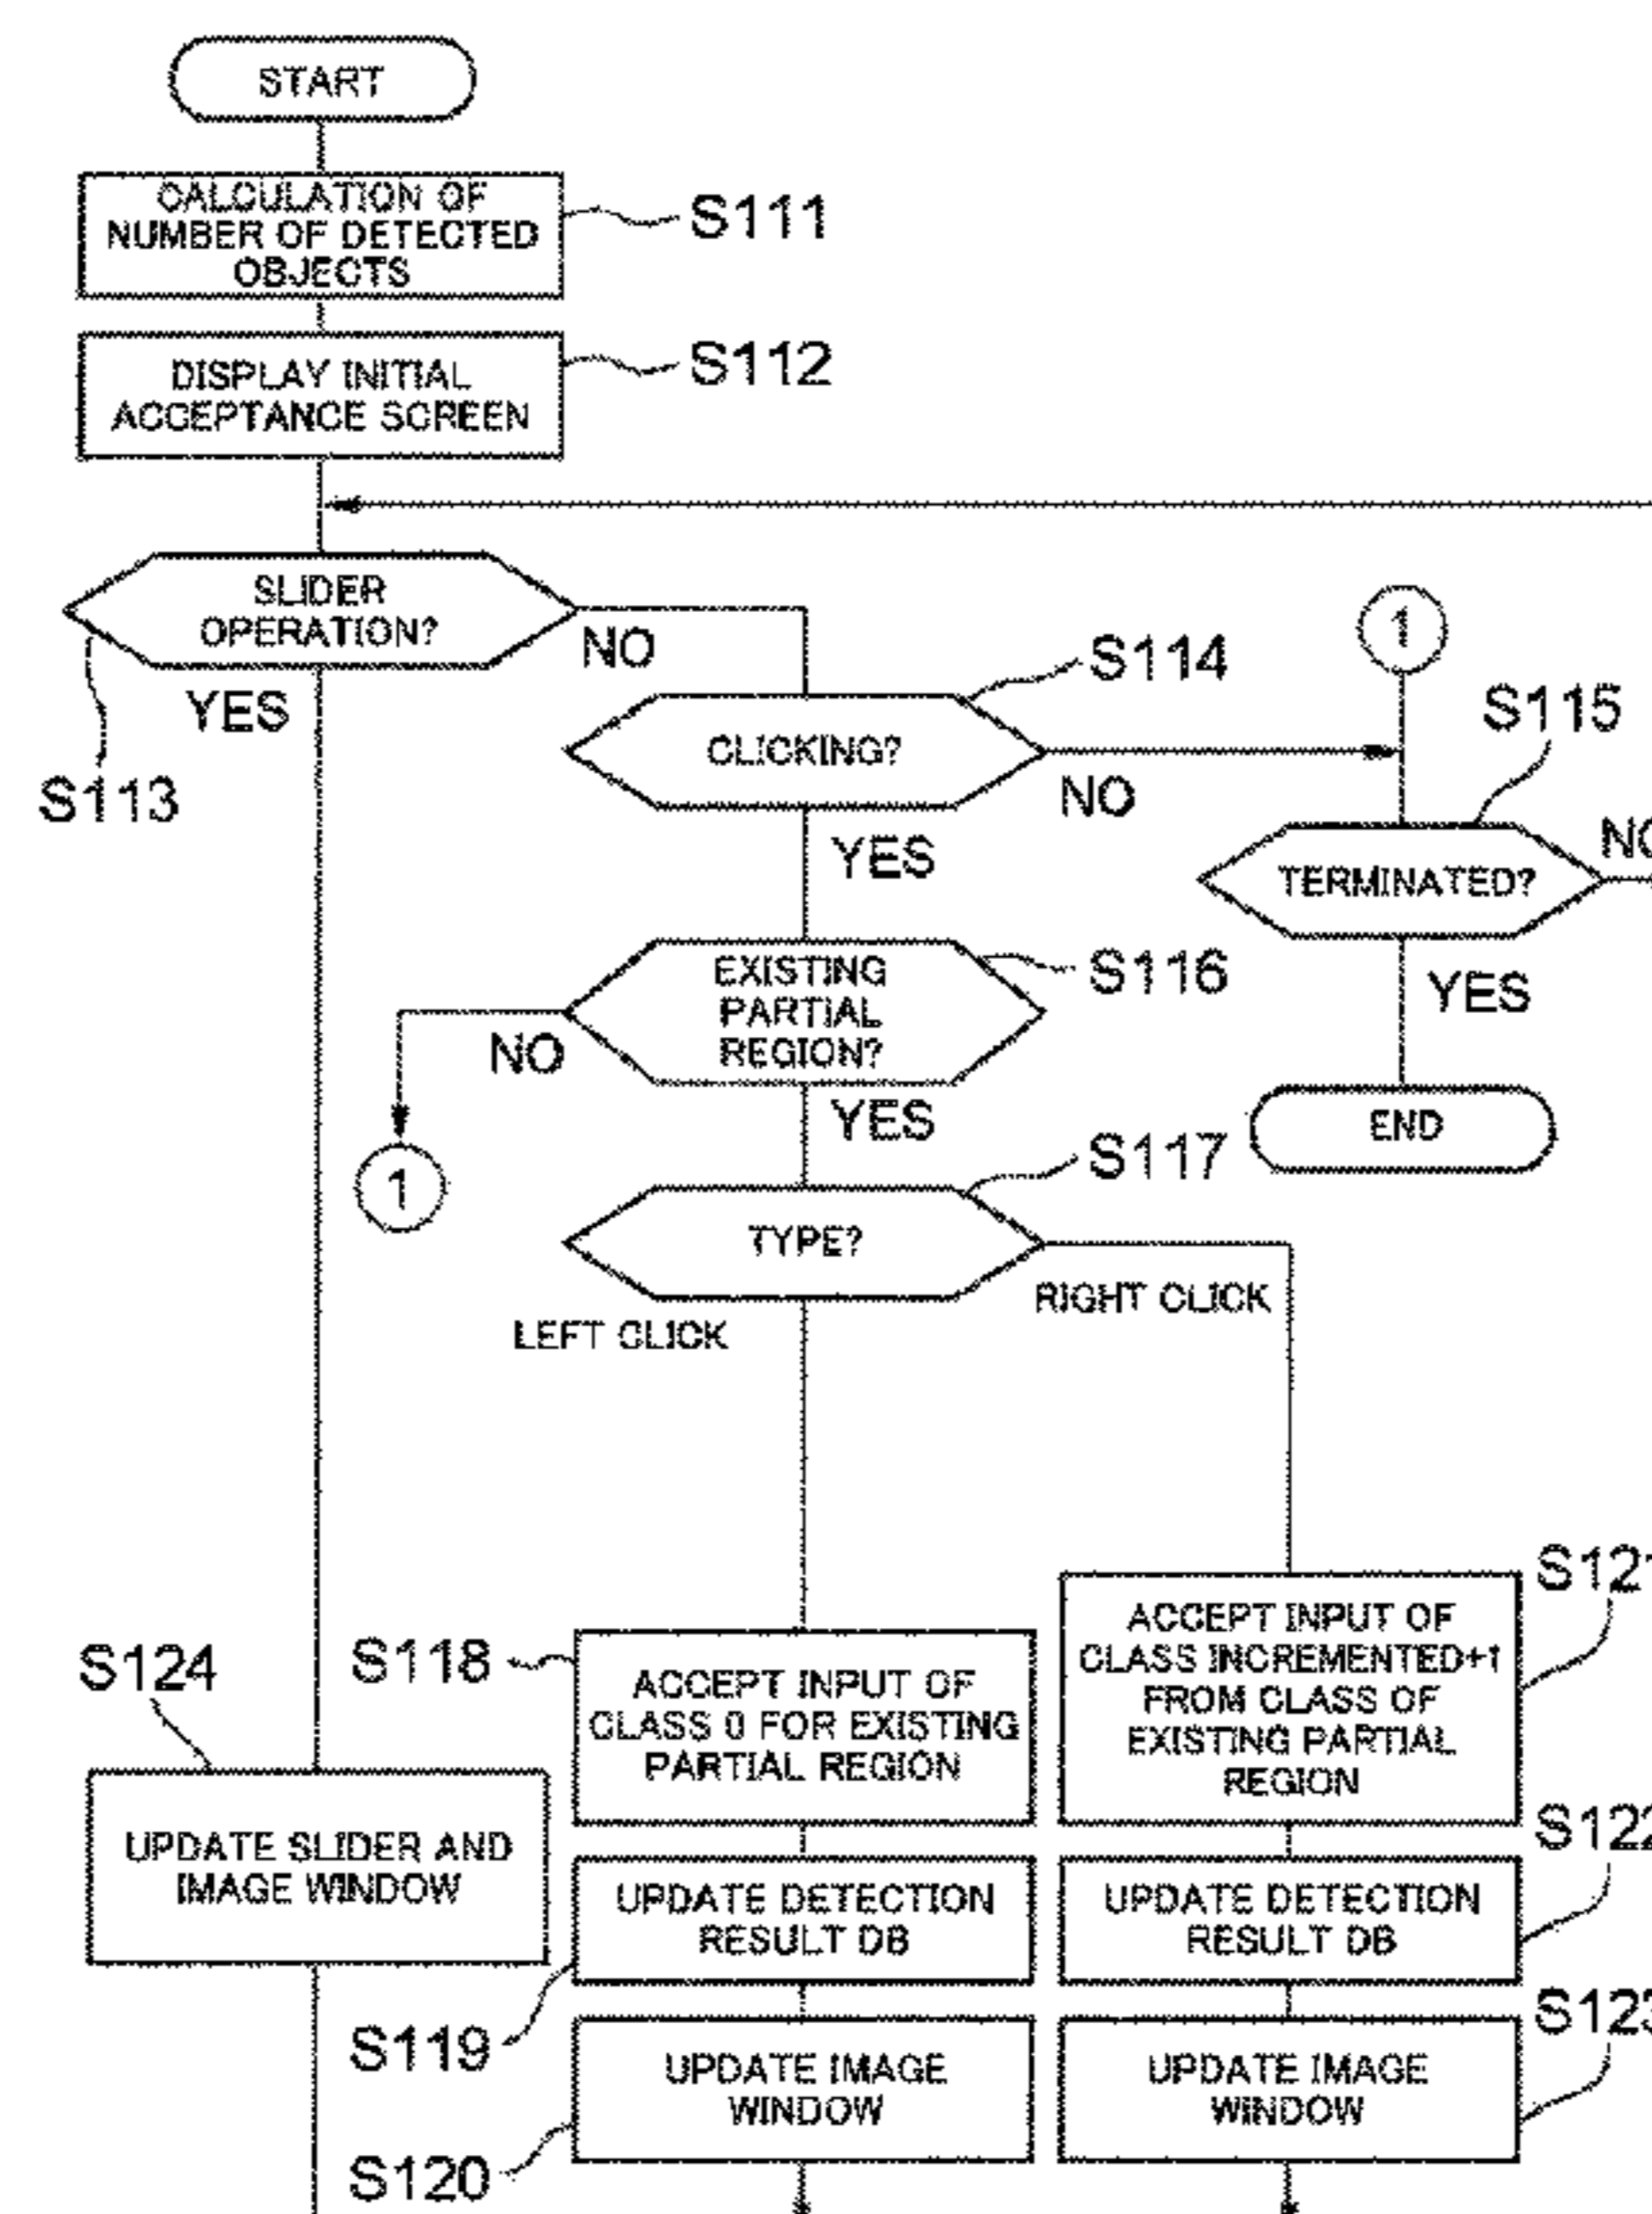 START
CALCULATION OF
NUMBER OF DETECTED
OBJECTS
S111
DISPLAY INITIAL
ACCEPTANCE SCREEN
S112
SLIDER
OPERATION?
NO
YES
S113
CLICKING?
S114
NO
YES
1
S115
TERMINATED?
NO
YES
END
EXISTING
PARTIAL
REGION?
S116
NO
YES
1
TYPE?
S117
LEFT CLICK
RIGHT CLICK
S124
UPDATE SLIDER AND
IMAGE WINDOW
S118
ACCEPT INPUT OF
CLASS 0 FOR EXISTING
PARTIAL REGION
UPDATE DETECTION
RESULT DB
S119
UPDATE IMAGE
WINDOW
S120
S121
ACCEPT INPUT OF
CLASS INCREMENTED+1
FROM CLASS OF
EXISTING PARTIAL
REGION
S122
UPDATE DETECTION
RESULT DB
S123
UPDATE IMAGE
WINDOW